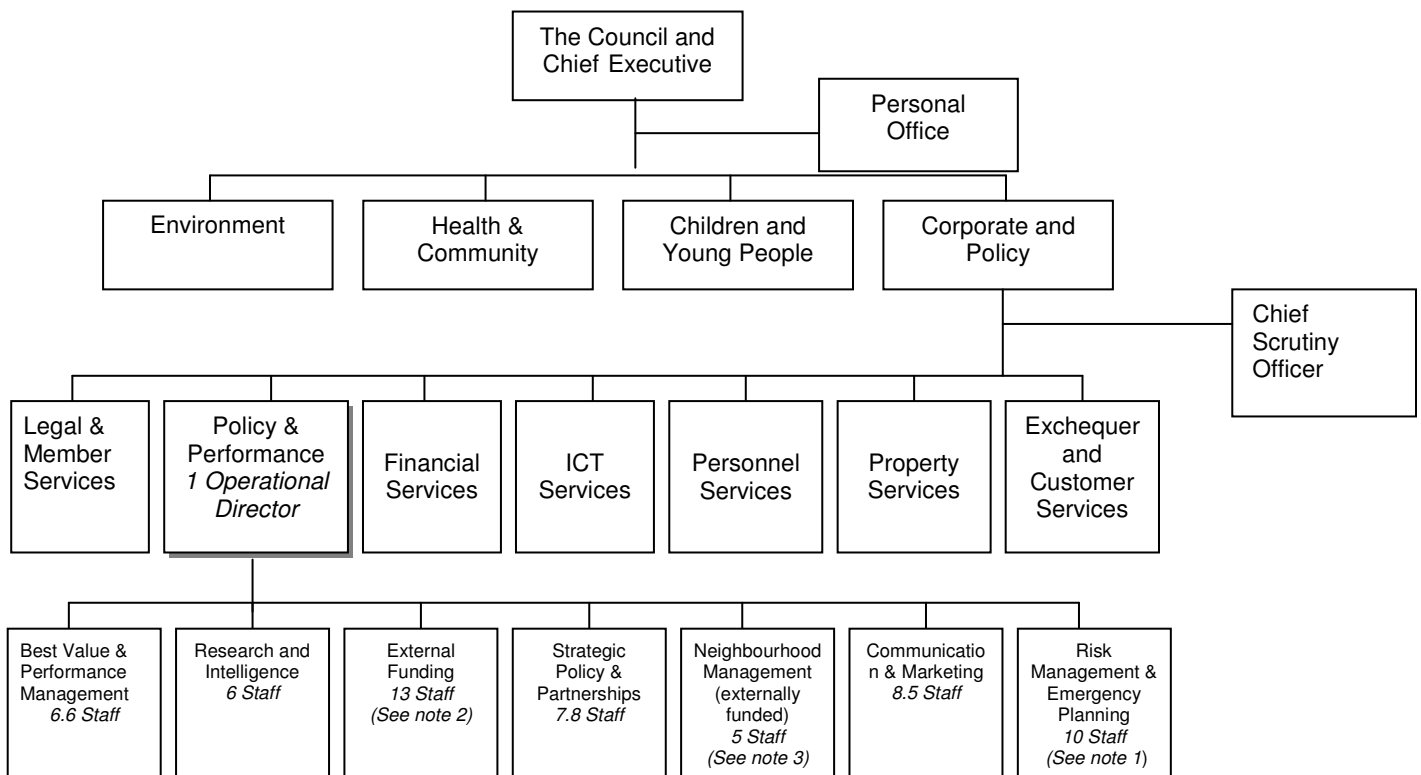 The Council and
Chief Executive
Personal
Office
Environment
Health &
Community
Children and
Young People
Corporate and
Policy
Chief
Scrutiny
Officer
Legal &
Member
Services
Policy &
Performance
1 Operational
Director
Financial
Services
ICT
Services
Personnel
Services
Property
Services
Exchequer
and
Customer
Services
Best Value &
Performance
Management
6.6 Staff
Research and
Intelligence
6 Staff
External
Funding
13 Staff
(See note 2)
Strategic
Policy &
Partnerships
7.8 Staff
Neighbourhood
Management
(externally
funded)
5 Staff
(See note 3)
Communicatio
n & Marketing
8.5 Staff
Risk
Management &
Emergency
Planning
10 Staff
(See note 1)